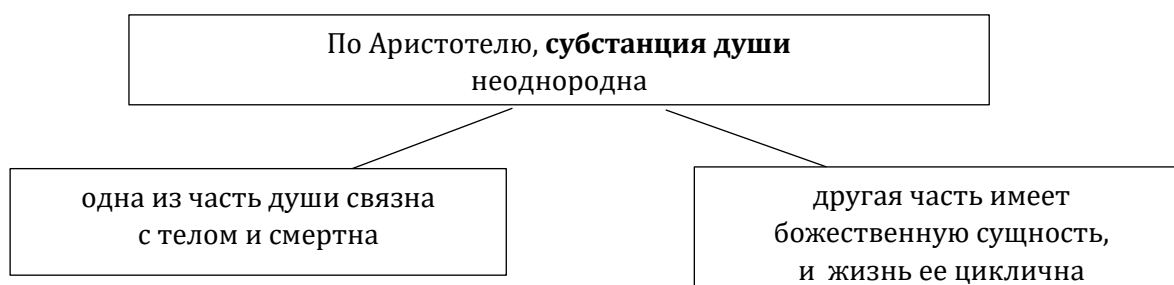 По Аристотелю, субстанция души
неоднородна
одна из часть души связна
с телом и смертна
другая часть имеет
божественную сущность,
и жизнь ее циклична